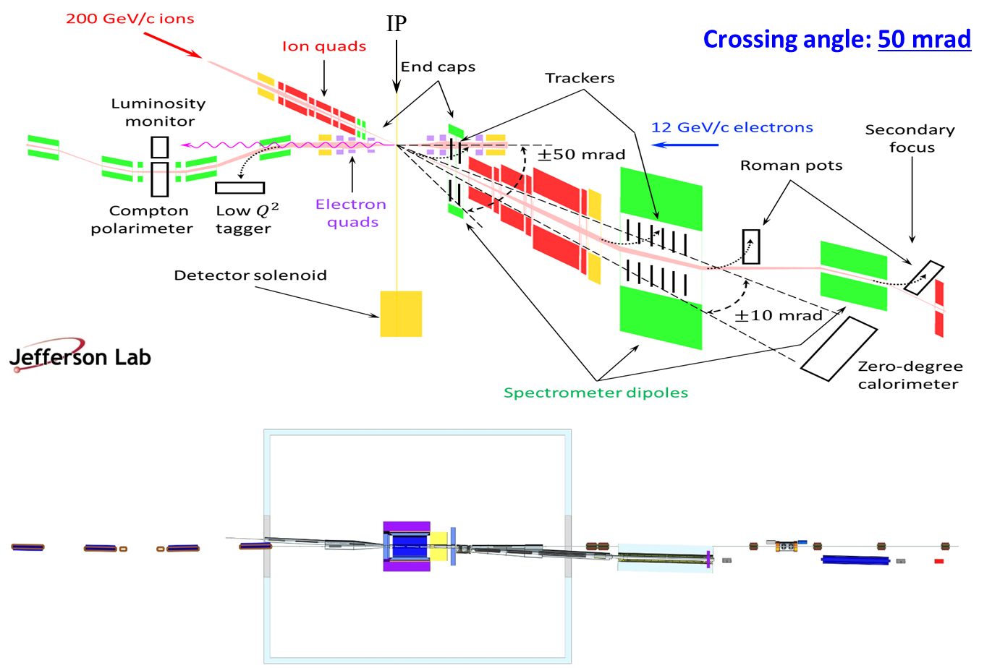 200 GeV/c ions
IP
Crossing angle: 50 mrad
Ion quads
End caps
Trackers
Luminosity
monitor
12 GeV/c electrons
Secondary
focus
±50 mrad
Roman pots
Compton
polarimeter
Low Q²
tagger
Electron
quads
Detector solenoid
±10 mrad
Jefferson Lab
Zero-degree
calorimeter
Spectrometer dipoles